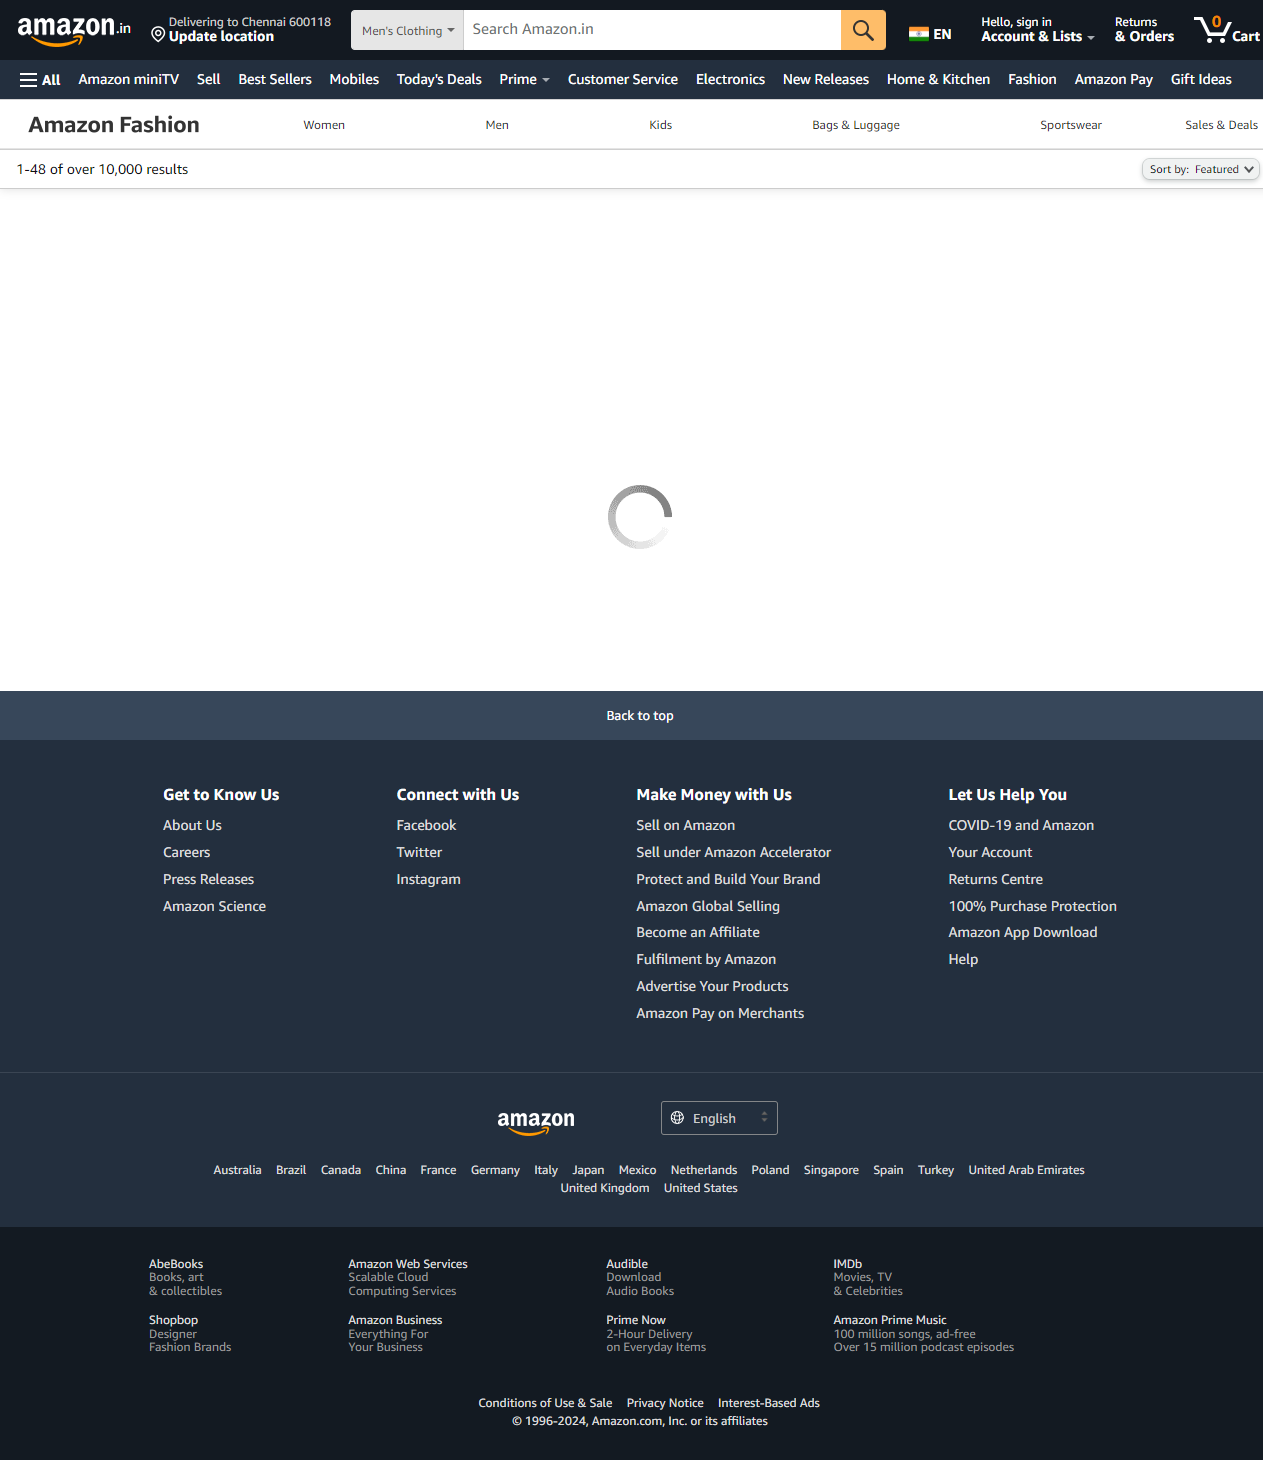 amazon.in
Delivering to Chennai 600118
Update location
Men's Clothing
Search Amazon.in
EN
Hello, sign in
Account & Lists
Returns
& Orders
0
Cart
All Amazon miniTV Sell Best Sellers Mobiles Today's Deals Prime Customer Service Electronics New Releases Home & Kitchen Fashion Amazon Pay Gift Ideas
Amazon Fashion Women Men Kids Bags & Luggage Sportswear Sales & Deals
1-48 of over 10,000 results
Sort by: Featured
Back to top
Get to Know Us
About Us
Careers
Press Releases
Amazon Science
Connect with Us
Facebook
Twitter
Instagram
Make Money with Us
Sell on Amazon
Sell under Amazon Accelerator
Protect and Build Your Brand
Amazon Global Selling
Become an Affiliate
Fulfilment by Amazon
Advertise Your Products
Amazon Pay on Merchants
Let Us Help You
COVID-19 and Amazon
Your Account
Returns Centre
100% Purchase Protection
Amazon App Download
Help
amazon
English
Australia Brazil Canada China France Germany Italy Japan Mexico Netherlands Poland Singapore Spain Turkey United Arab Emirates
United Kingdom United States
AbeBooks
Books, art
& collectibles
Amazon Web Services
Scalable Cloud
Computing Services
Audible
Download
Audio Books
IMDb
Movies, TV
& Celebrities
Shopbop
Designer
Fashion Brands
Amazon Business
Everything For
Your Business
Prime Now
2-Hour Delivery
on Everyday Items
Amazon Prime Music
100 million songs, ad-free
Over 15 million podcast episodes
Conditions of Use & Sale Privacy Notice Interest-Based Ads
© 1996-2024, Amazon.com, Inc. or its affiliates